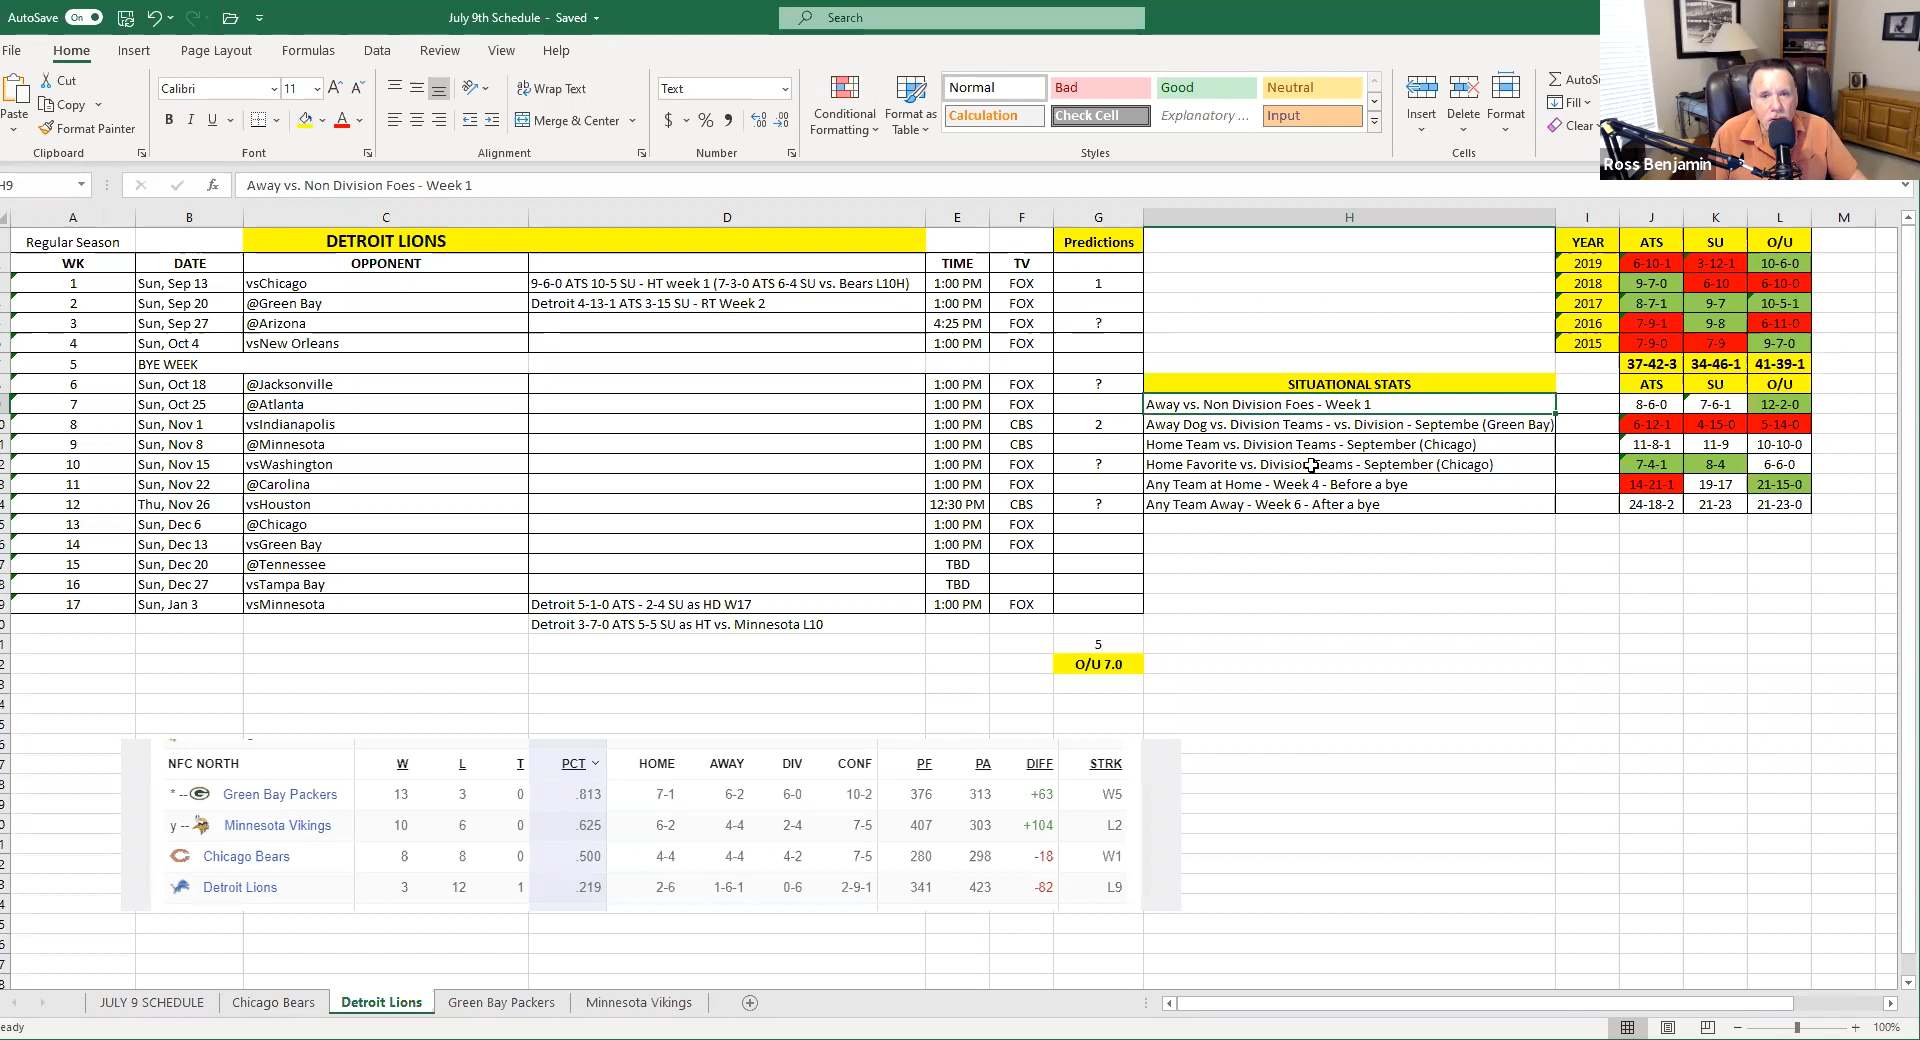 AutoSave On July 9th Schedule - Saved Search
File Home Insert Page Layout Formulas Data Review View Help
Cut
Copy
Format Painter
Paste
Clipboard
Calibri 11
B I U
Font
Wrap Text
Merge & Center
Alignment
Text
$ %
Number
Conditional Formatting
Format as Table
Normal Bad Good Neutral
Calculation Check Cell Explanatory ... Input
Styles
Insert Delete Format
Cells
AutoSu
Fill
Clear
Ross Benjamin
H9 fx Away vs. Non Division Foes - Week 1
A B C D E F G H I J K L M
Regular Season DETROIT LIONS Predictions YEAR ATS SU O/U
WK DATE OPPONENT TIME TV 2019 6-10-1 3-12-1 10-6-0
1 Sun, Sep 13 vsChicago 9-6-0 ATS 10-5 SU - HT week 1 (7-3-0 ATS 6-4 SU vs. Bears L10H) 1:00 PM FOX 1 2018 9-7-0 6-10 6-10-0
2 Sun, Sep 20 @Green Bay Detroit 4-13-1 ATS 3-15 SU - RT Week 2 1:00 PM FOX 2017 8-7-1 9-7 10-5-1
3 Sun, Sep 27 @Arizona 4:25 PM FOX ? 2016 7-9-1 9-8 6-11-0
4 Sun, Oct 4 vsNew Orleans 1:00 PM FOX 2015 7-9-0 7-9 9-7-0
5 BYE WEEK 37-42-3 34-46-1 41-39-1
6 Sun, Oct 18 @Jacksonville 1:00 PM FOX ? SITUATIONAL STATS ATS SU O/U
7 Sun, Oct 25 @Atlanta 1:00 PM FOX Away vs. Non Division Foes - Week 1 8-6-0 7-6-1 12-2-0
8 Sun, Nov 1 vsIndianapolis 1:00 PM CBS 2 Away Dog vs. Division Teams - vs. Division - Septembe (Green Bay) 6-12-1 4-15-0 5-14-0
9 Sun, Nov 8 @Minnesota 1:00 PM CBS Home Team vs. Division Teams - September (Chicago) 11-8-1 11-9 10-10-0
10 Sun, Nov 15 vsWashington 1:00 PM FOX ? Home Favorite vs. Division Teams - September (Chicago) 7-4-1 8-4 6-6-0
11 Sun, Nov 22 @Carolina 1:00 PM FOX Any Team at Home - Week 4 - Before a bye 14-21-1 19-17 21-15-0
12 Thu, Nov 26 vsHouston 12:30 PM CBS ? Any Team Away - Week 6 - After a bye 24-18-2 21-23 21-23-0
13 Sun, Dec 6 @Chicago 1:00 PM FOX
14 Sun, Dec 13 vsGreen Bay 1:00 PM FOX
15 Sun, Dec 20 @Tennessee TBD
16 Sun, Dec 27 vsTampa Bay TBD
17 Sun, Jan 3 vsMinnesota Detroit 5-1-0 ATS - 2-4 SU as HD W17 1:00 PM FOX
Detroit 3-7-0 ATS 5-5 SU as HT vs. Minnesota L10
5
O/U 7.0
NFC NORTH W L T PCT HOME AWAY DIV CONF PF PA DIFF STRK
* -- Green Bay Packers 13 3 0 .813 7-1 6-2 6-0 10-2 376 313 +63 W5
y -- Minnesota Vikings 10 6 0 .625 6-2 4-4 2-4 7-5 407 303 +104 L2
Chicago Bears 8 8 0 .500 4-4 4-4 4-2 7-5 280 298 -18 W1
Detroit Lions 3 12 1 .219 2-6 1-6-1 0-6 2-9-1 341 423 -82 L9
JULY 9 SCHEDULE Chicago Bears Detroit Lions Green Bay Packers Minnesota Vikings
eady 100%